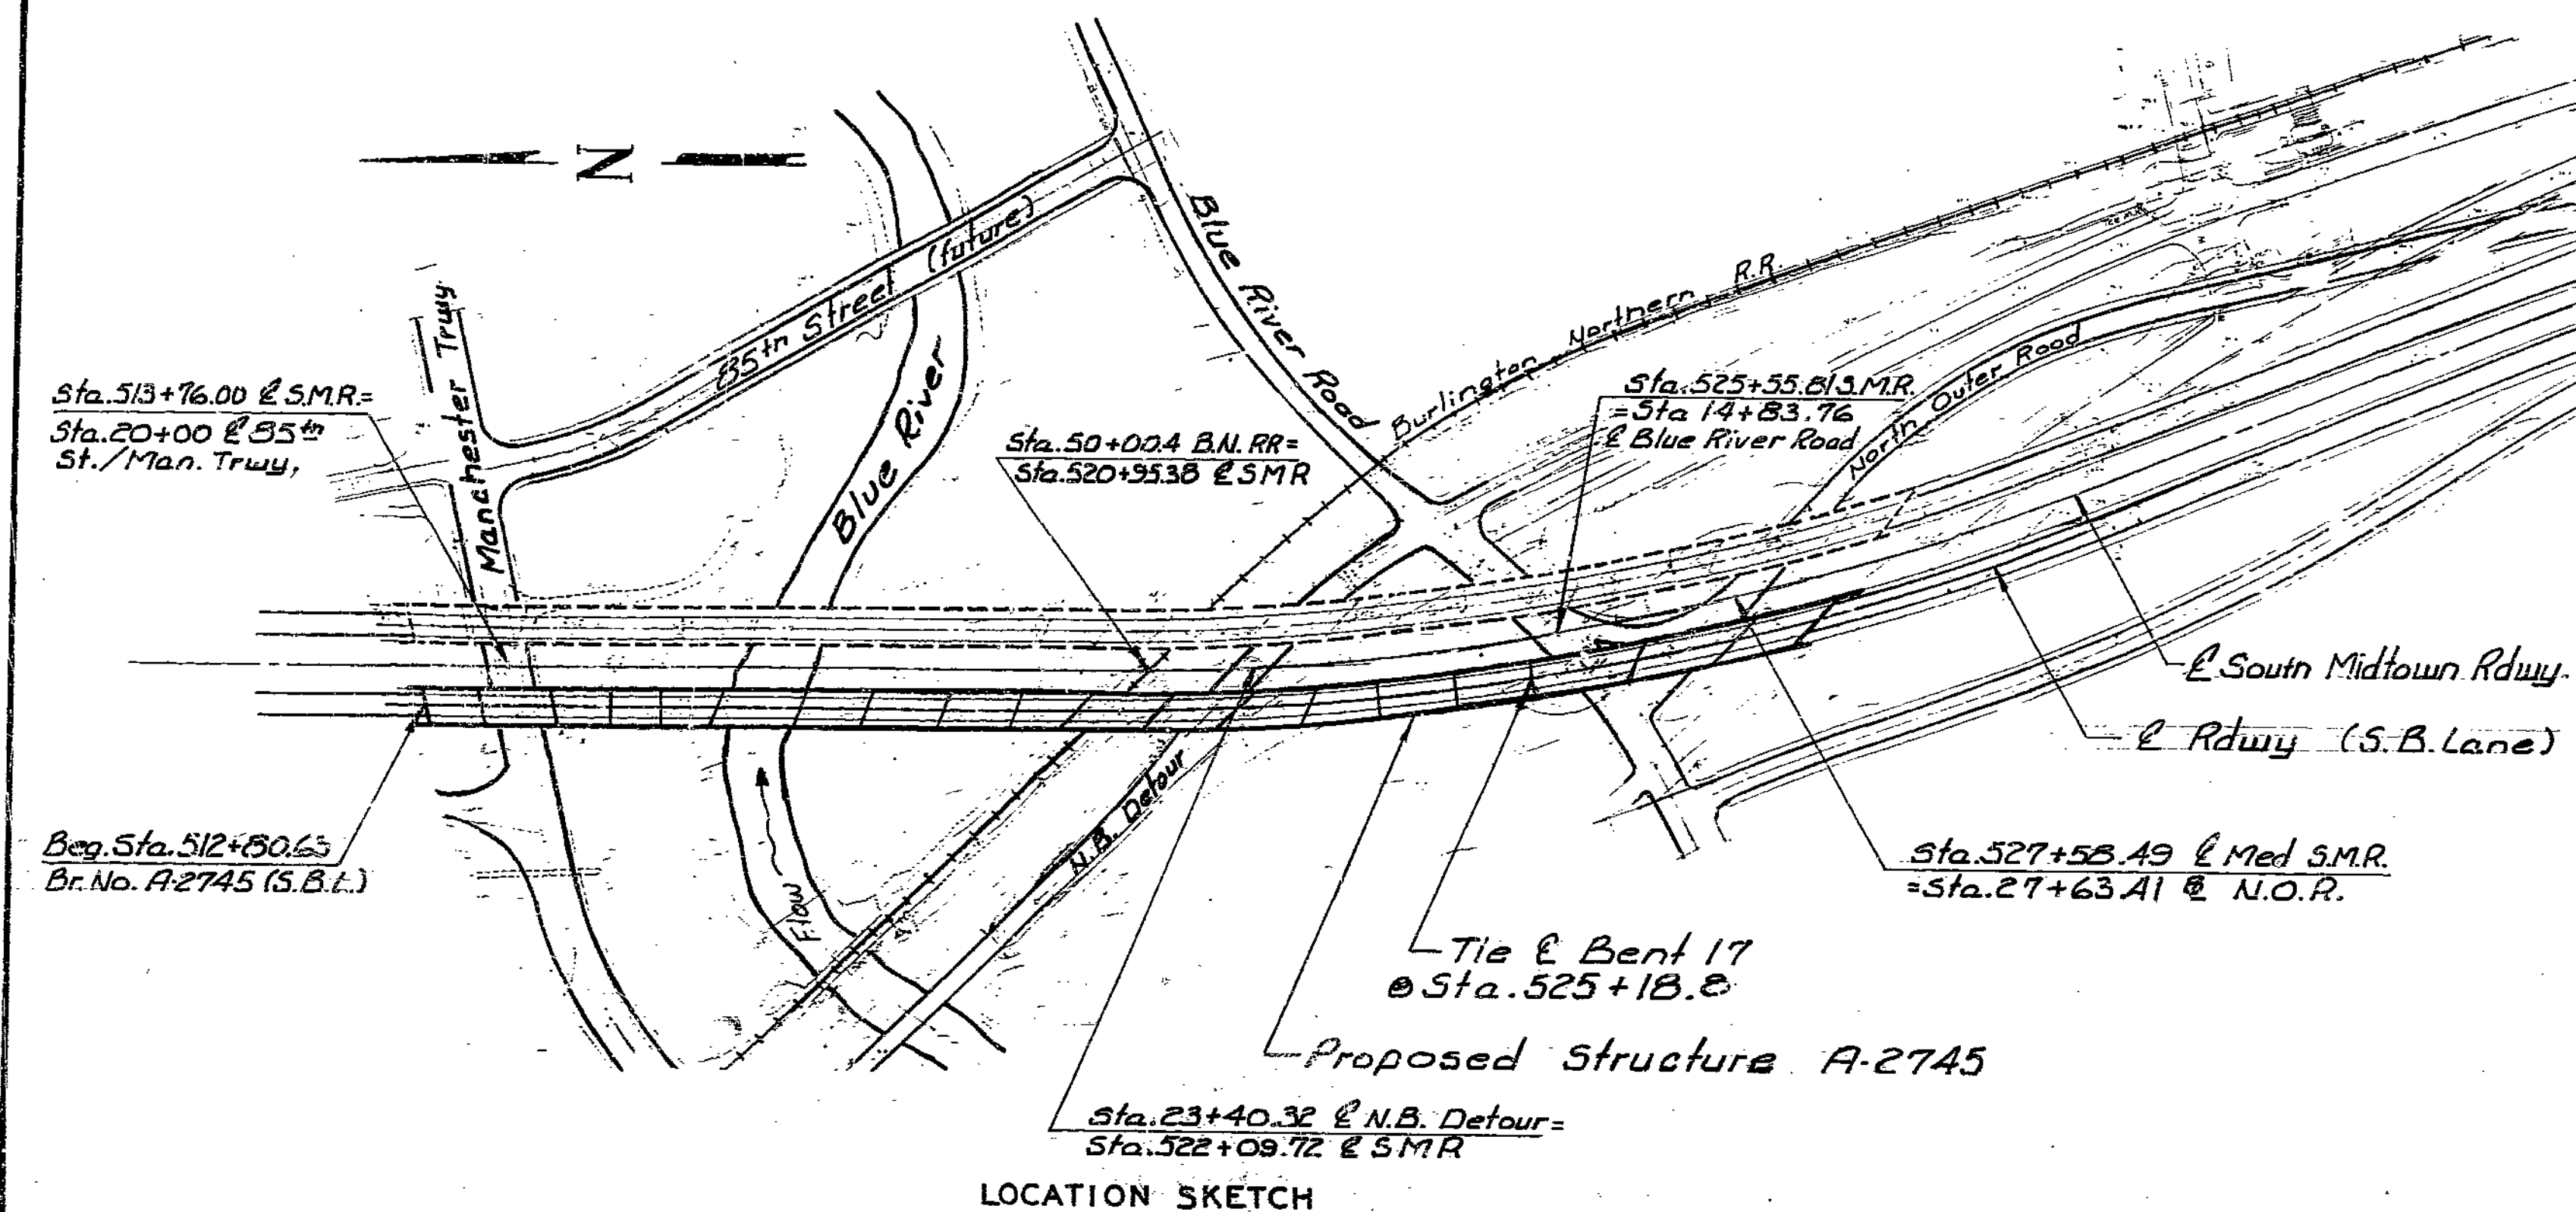 N
Blue River Road
85th Street (future)
Manchester Trwy.
Blue River
Burlington Northern R.R.
North Outer Road
Sta.513+76.00 ℄ S.M.R.=
Sta.20+00 ℄ 85th
St./Man. Trwy,
Sta.50+00.4 B.N. RR=
Sta.520+95.38 ℄ SMR
Sta.525+55.81 S.M.R.
=Sta 14+83.76
℄ Blue River Road
℄ South Midtown Rdwy.
℄ Rdwy (S.B. Lane)
N.B. Detour
Flow
Beg. Sta. 512+80.63
Br. No. A-2745 (S.B.L.)
Sta.527+58.49 ℄ Med S.M.R.
=Sta.27+63.41 ℄ N.O.R.
Tie ℄ Bent 17
@ Sta. 525+18.8
Proposed Structure A-2745
Sta.23+40.32 ℄ N.B. Detour=
Sta.522+09.72 ℄ SMR
LOCATION SKETCH